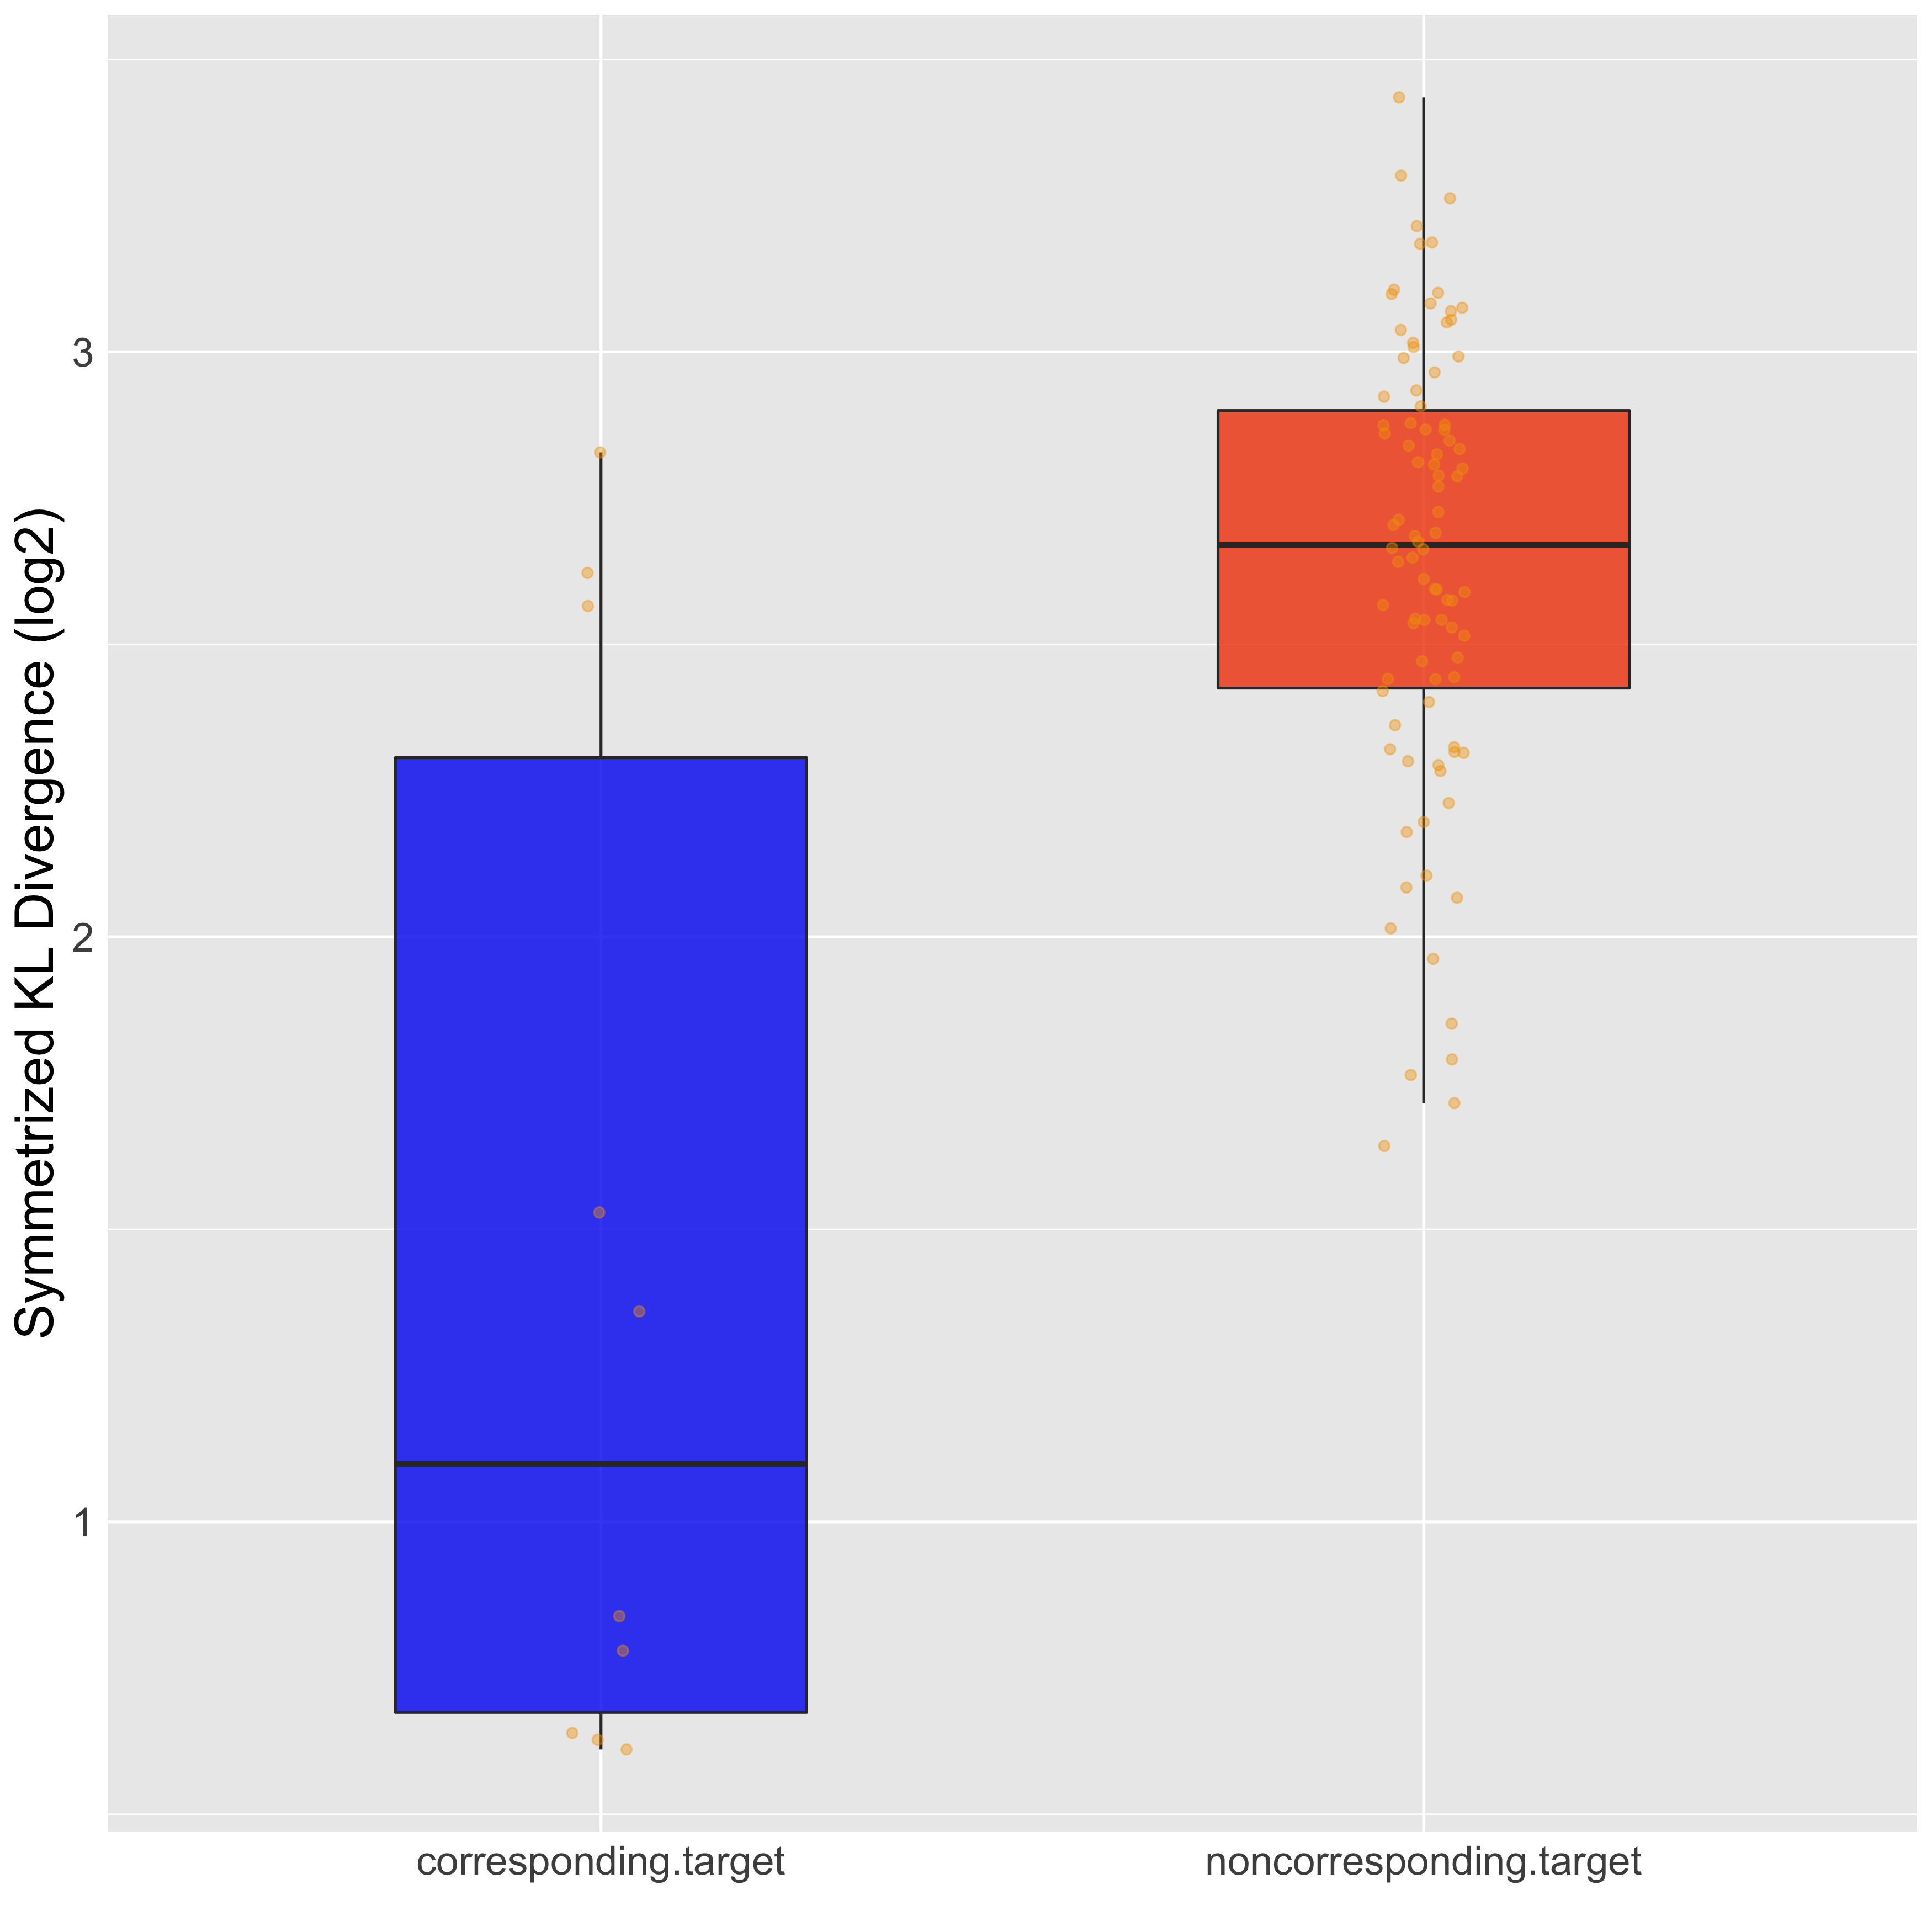 Symmetrized KL Divergence (log2)
3
2
1
corresponding.target
noncorresponding.target